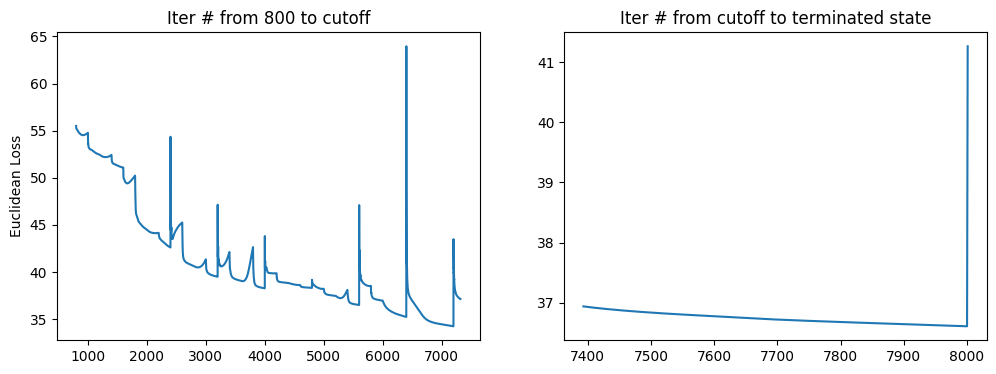 Iter # from 800 to cutoff
Euclidean Loss
65
60
55
50
45
40
35
1000 2000 3000 4000 5000 6000 7000
Iter # from cutoff to terminated state
41
40
39
38
37
7400 7500 7600 7700 7800 7900 8000